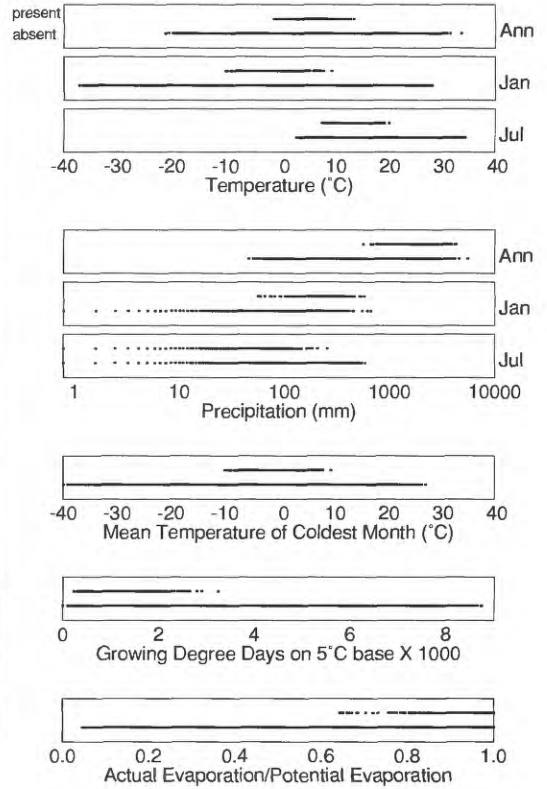 present
absent
Ann
Jan
Jul
-40 -30 -20 -10 0 10 20 30 40
Temperature (˚C)
Ann
Jan
Jul
1 10 100 1000 10000
Precipitation (mm)
-40 -30 -20 -10 0 10 20 30 40
Mean Temperature of Coldest Month (˚C)
0 2 4 6 8
Growing Degree Days on 5˚C base X 1000
0.0 0.2 0.4 0.6 0.8 1.0
Actual Evaporation/Potential Evaporation